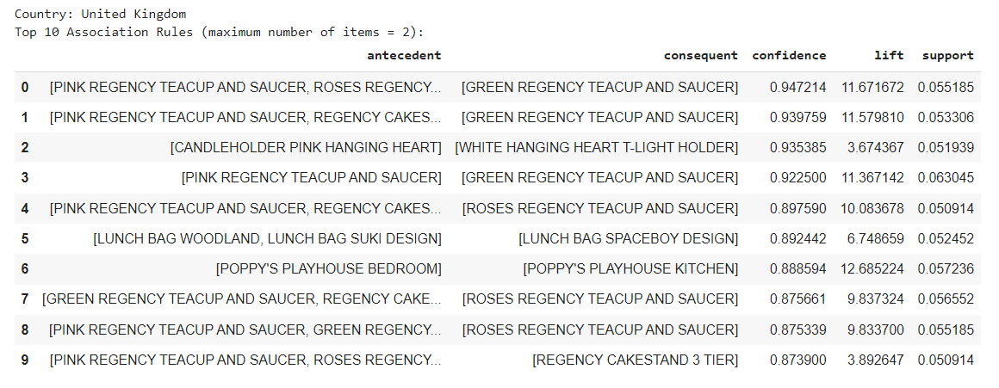 Country: United Kingdom
Top 10 Association Rules (maximum number of items = 2):
antecedent consequent confidence lift support
0 [PINK REGENCY TEACUP AND SAUCER, ROSES REGENCY... [GREEN REGENCY TEACUP AND SAUCER] 0.947214 11.671672 0.055185
1 [PINK REGENCY TEACUP AND SAUCER, REGENCY CAKES... [GREEN REGENCY TEACUP AND SAUCER] 0.939759 11.579810 0.053306
2 [CANDLEHOLDER PINK HANGING HEART] [WHITE HANGING HEART T-LIGHT HOLDER] 0.935385 3.674367 0.051939
3 [PINK REGENCY TEACUP AND SAUCER] [GREEN REGENCY TEACUP AND SAUCER] 0.922500 11.367142 0.063045
4 [PINK REGENCY TEACUP AND SAUCER, REGENCY CAKES... [ROSES REGENCY TEACUP AND SAUCER] 0.897590 10.083678 0.050914
5 [LUNCH BAG WOODLAND, LUNCH BAG SUKI DESIGN] [LUNCH BAG SPACEBOY DESIGN] 0.892442 6.748659 0.052452
6 [POPPY'S PLAYHOUSE BEDROOM] [POPPY'S PLAYHOUSE KITCHEN] 0.888594 12.685224 0.057236
7 [GREEN REGENCY TEACUP AND SAUCER, REGENCY CAKE... [ROSES REGENCY TEACUP AND SAUCER] 0.875661 9.837324 0.056552
8 [PINK REGENCY TEACUP AND SAUCER, GREEN REGENCY... [ROSES REGENCY TEACUP AND SAUCER] 0.875339 9.833700 0.055185
9 [PINK REGENCY TEACUP AND SAUCER, ROSES REGENCY... [REGENCY CAKESTAND 3 TIER] 0.873900 3.892647 0.050914